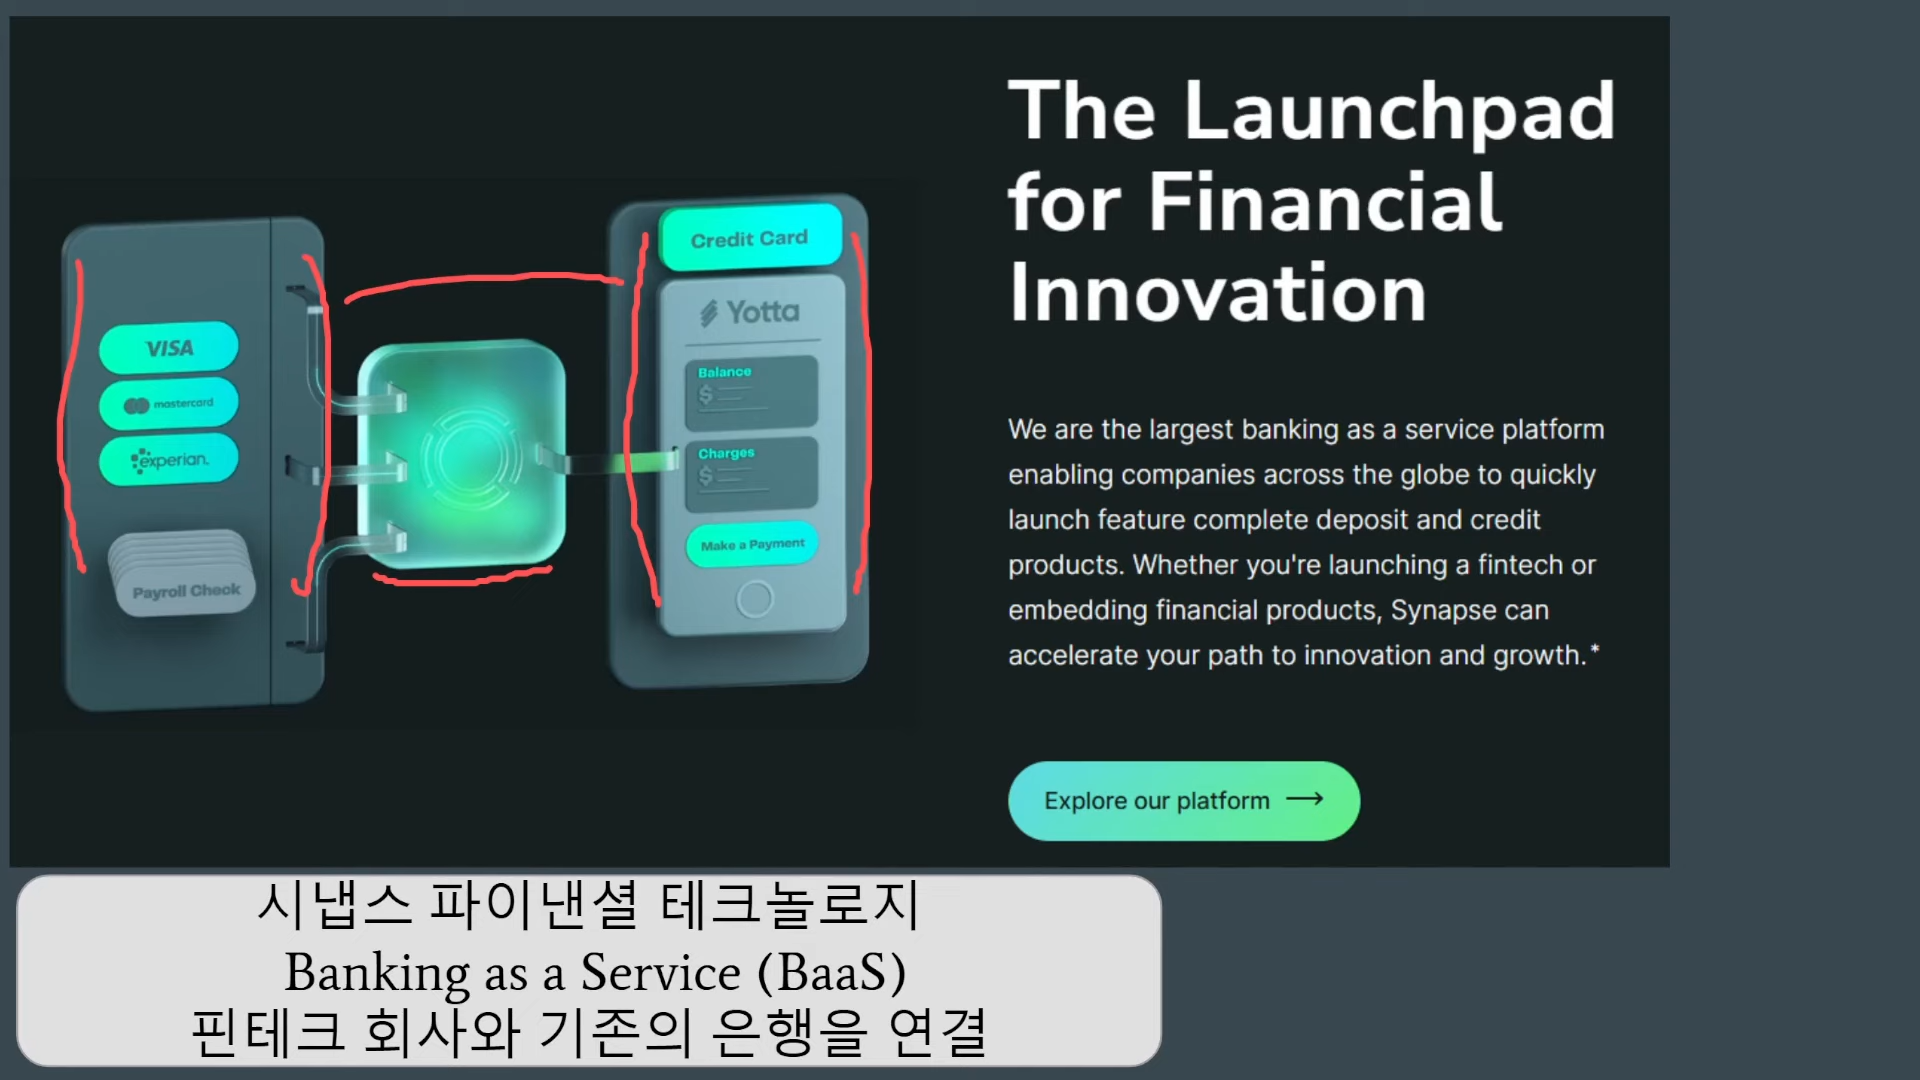 VISA
mastercard
experian.
Payroll Check
Credit Card
Yotta
Balance
$
Charges
$
Make a Payment
The Launchpad
for Financial
Innovation
We are the largest banking as a service platform
enabling companies across the globe to quickly
launch feature complete deposit and credit
products. Whether you're launching a fintech or
embedding financial products, Synapse can
accelerate your path to innovation and growth.*
Explore our platform →
시냅스 파이낸셜 테크놀로지
Banking as a Service (BaaS)
핀테크 회사와 기존의 은행을 연결